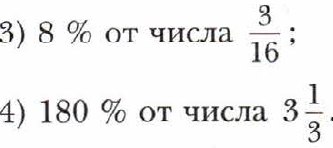 3) 8 % от числа 3/16;
4) 180 % от числа 3 1/3.